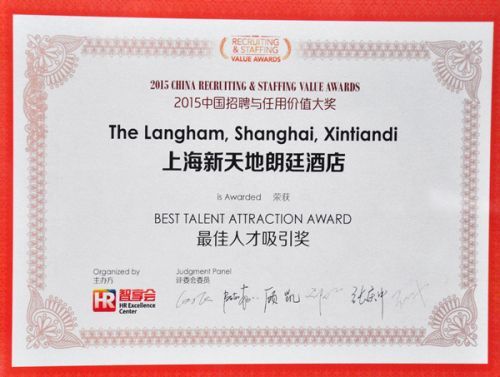 RECRUITING
& STAFFING
VALUE AWARDS
2015 CHINA RECRUITING & STAFFING VALUE AWARDS
2015中国招聘与任用价值大奖
The Langham, Shanghai, Xintiandi
上海新天地朗廷酒店
is Awarded 荣获
BEST TALENT ATTRACTION AWARD
最佳人才吸引奖
Organized by
主办方
HR 智享会
HR Excellence
Center
Judgment Panel
评委会委员
顾凯